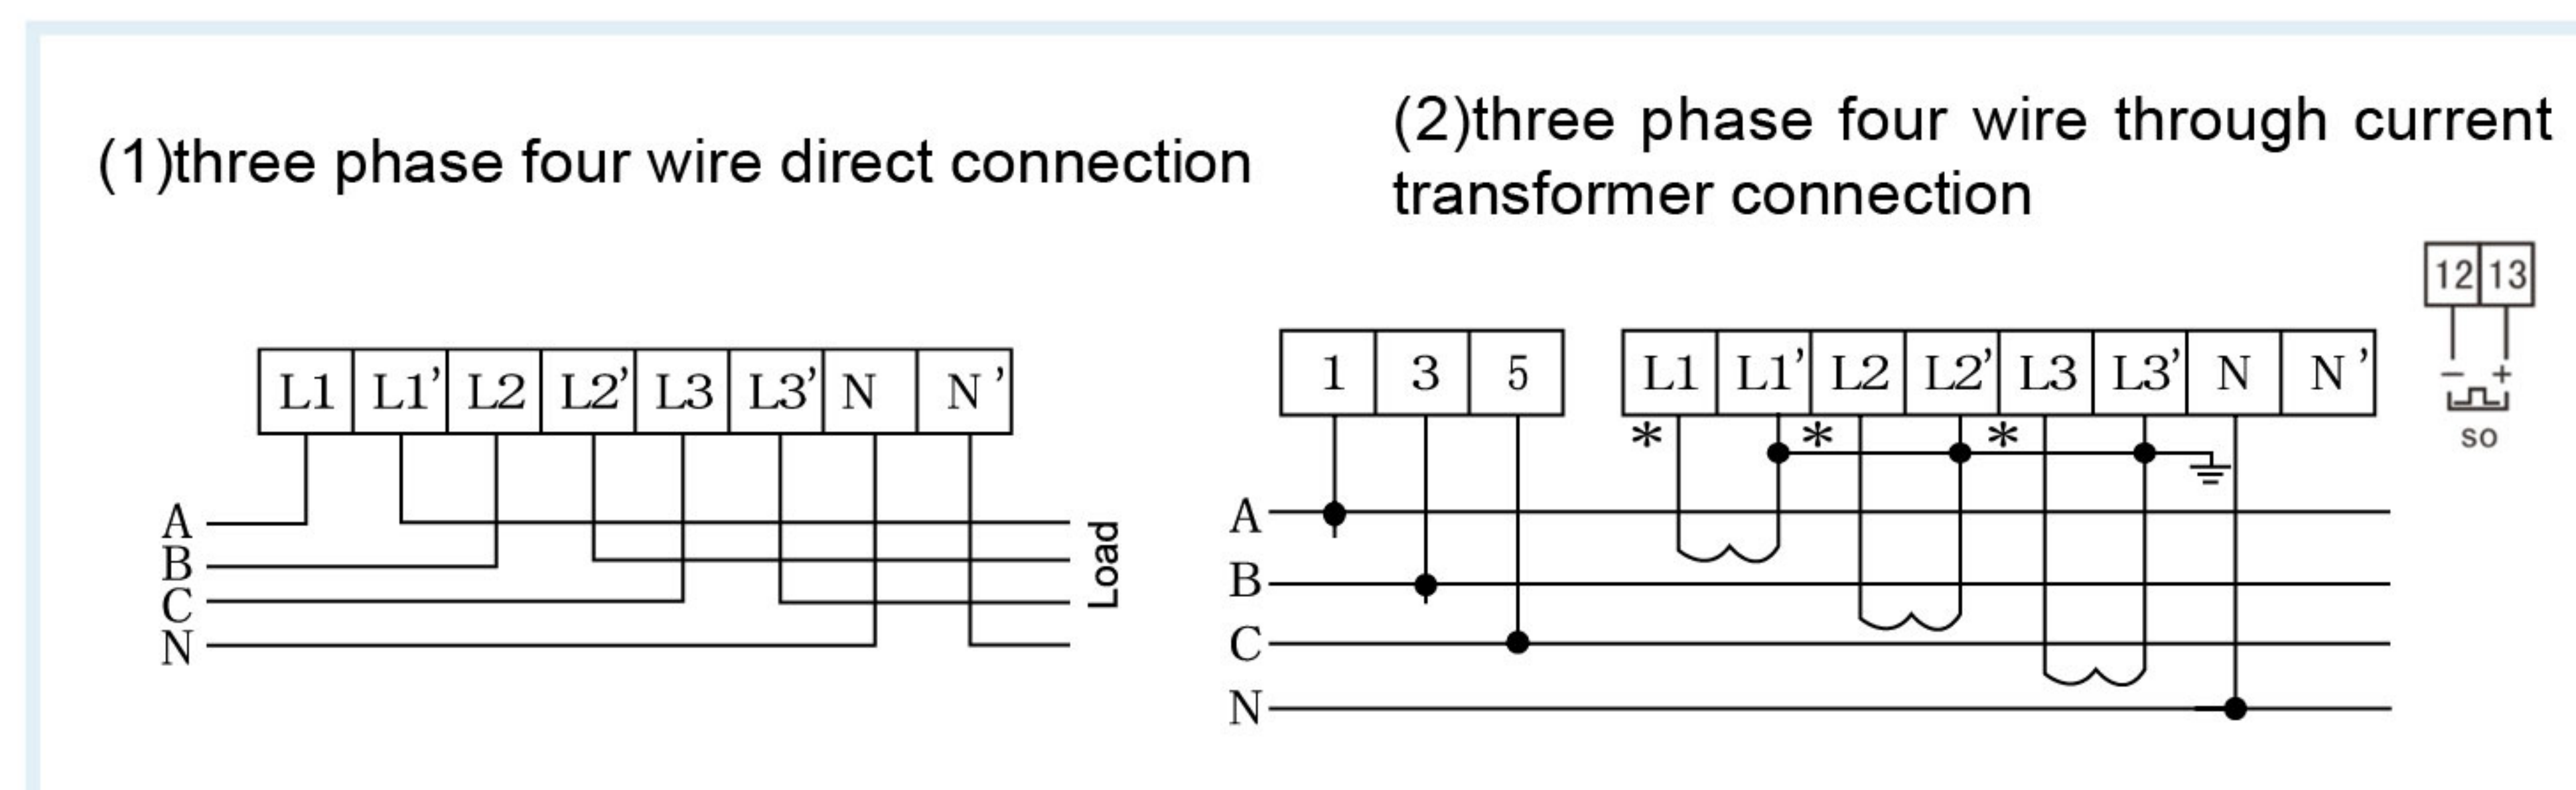 (1)three phase four wire direct connection
L1 L1’ L2 L2’ L3 L3’ N N’
A
B
C
N
Load
(2)three phase four wire through current
transformer connection
12 13
− +
so
1 3 5 L1 L1’ L2 L2’ L3 L3’ N N’
* * *
A
B
C
N